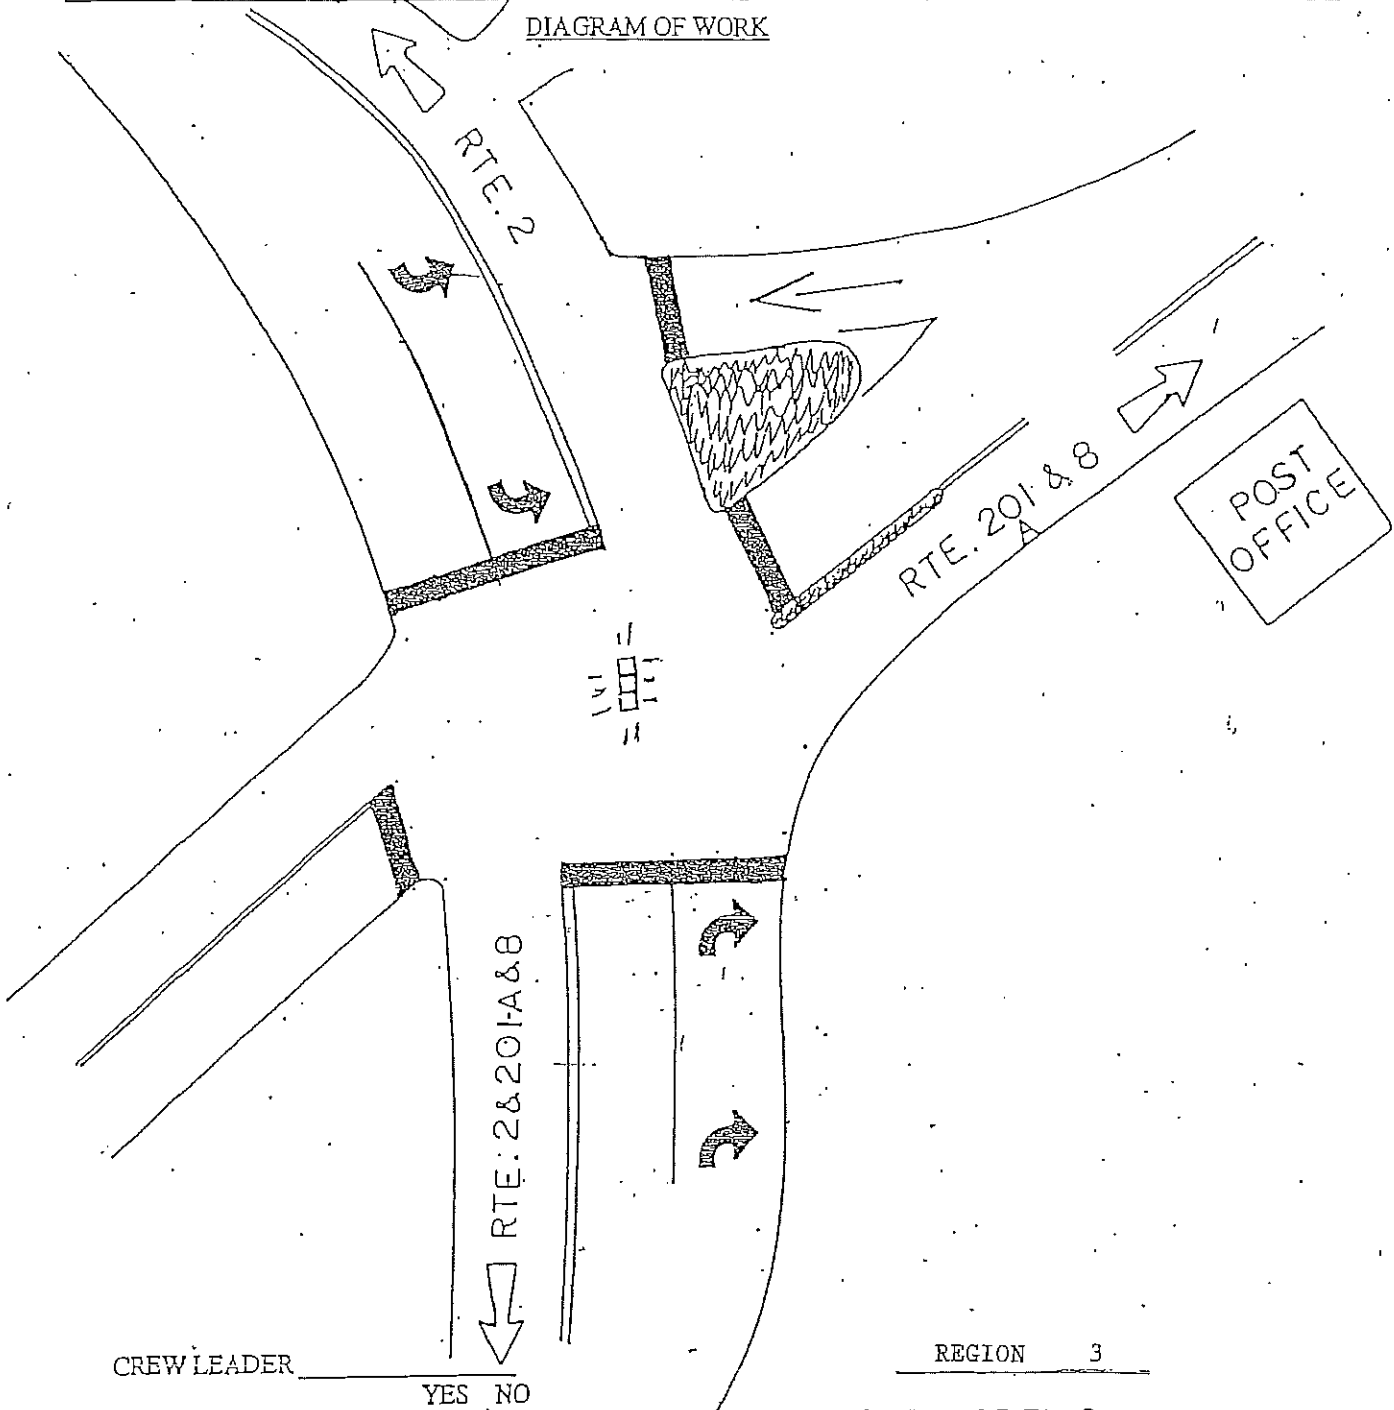 DIAGRAM OF WORK
RTE. 2
RTE. 201 & 8
A
POST
OFFICE
RTE. 2 & 201-A & 8
CREW LEADER
YES NO
REGION 3